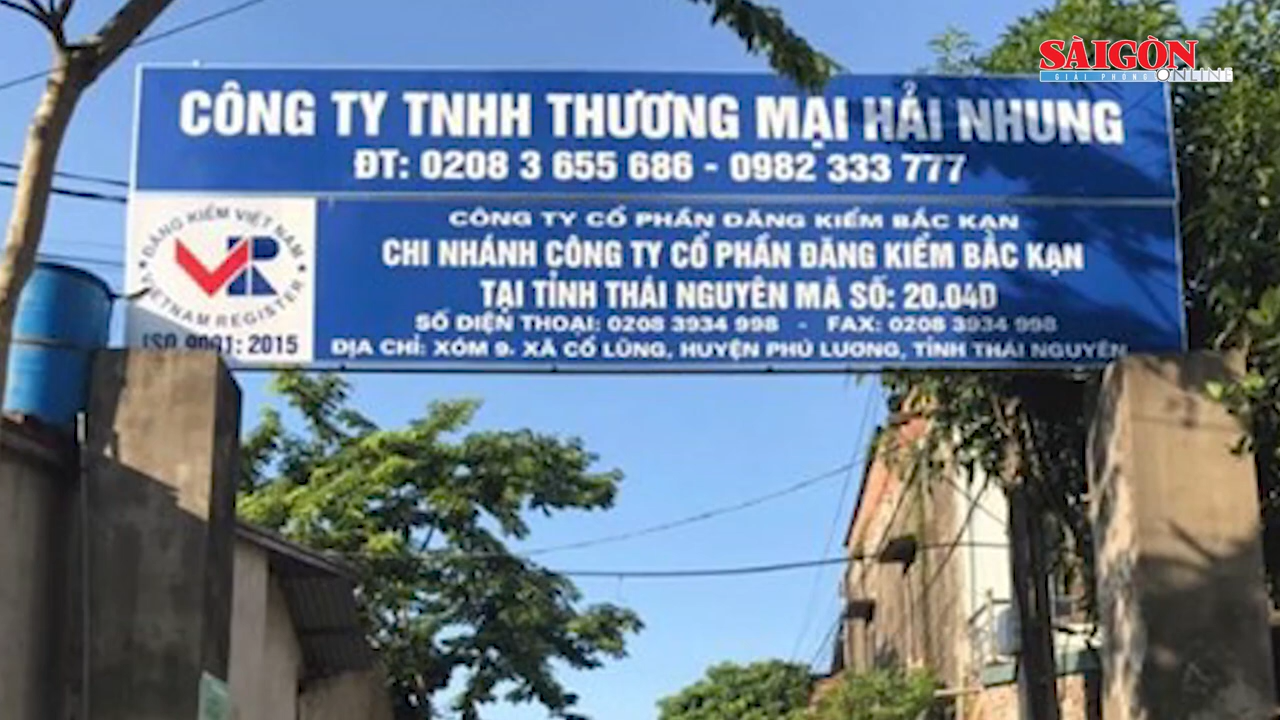 SÀIGÒN
GIẢI PHÓNG ONLINE
CÔNG TY TNHH THƯƠNG MẠI HẢI NHUNG
ĐT: 0208 3 655 686 - 0982 333 777
ĐĂNG KIỂM VIỆT NAM
VR
VIETNAM REGISTER
ISO 9001: 2015
CÔNG TY CỔ PHẦN ĐĂNG KIỂM BẮC KẠN
CHI NHÁNH CÔNG TY CỔ PHẦN ĐĂNG KIỂM BẮC KẠN
TẠI TỈNH THÁI NGUYÊN MÃ SỐ: 20.04D
SỐ ĐIỆN THOẠI: 0208 3934 998 - FAX: 0208 3934 998
ĐỊA CHỈ: XÓM 9- XÃ CỔ LŨNG, HUYỆN PHÚ LƯƠNG, TỈNH THÁI NGUYÊN